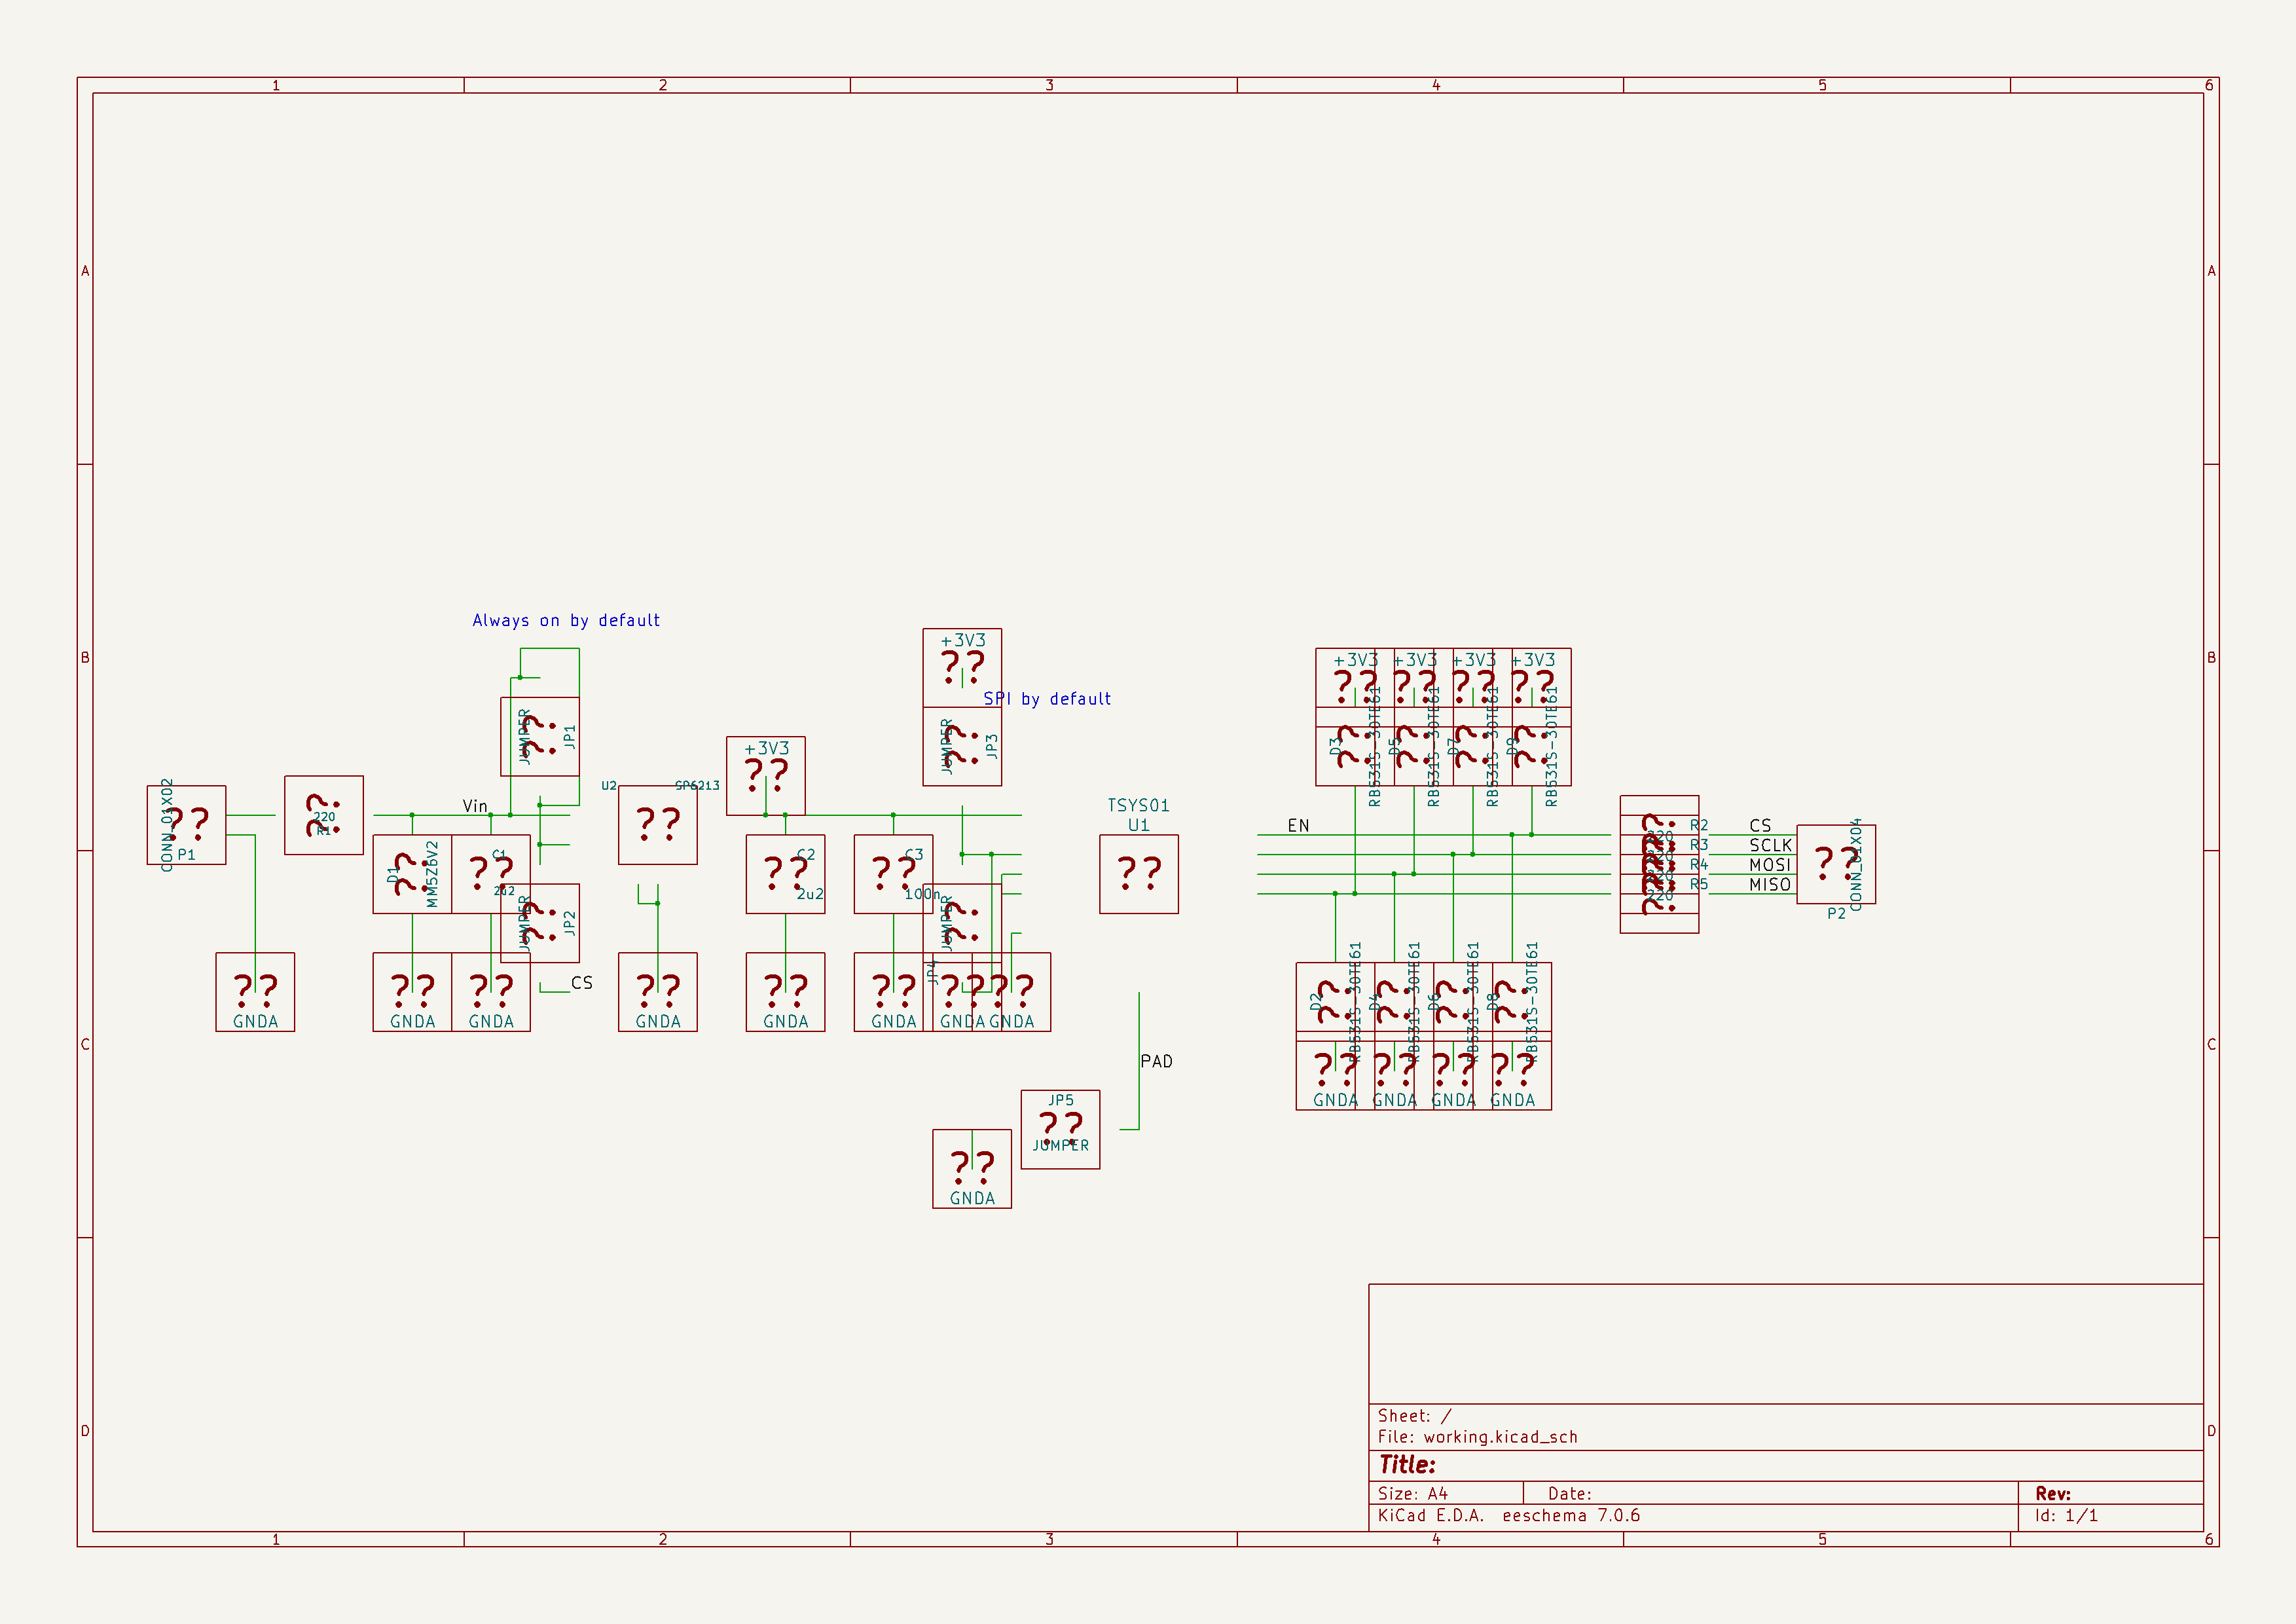 1 2 3 4 5 6
A A
B B
C C
D D
1 2 3 4 5 6
Always on by default
SPI by default
CONN_01X02
??
P1
??
220
R1
Vin
??
D1
MM5Z6V2
??
C1
2u2
??
JUMPER
JP1
??
JUMPER
JP2
CS
U2
SP6213
??
+3V3
??
??
C2
2u2
??
C3
100n
+3V3
??
??
JUMPER
JP3
??
JUMPER
JP4
TSYS01
U1
??
PAD
JP5
??
JUMPER
??
GNDA
??
GNDA
??
GNDA
??
GNDA
??
GNDA
??
GNDA
??
GNDA
??
GNDA
??
GNDA
EN
+3V3
??
+3V3
??
+3V3
??
+3V3
??
D3
??
RB531S-30TE61
D5
??
RB531S-30TE61
D7
??
RB531S-30TE61
D9
??
RB531S-30TE61
D2
??
RB531S-30TE61
D4
??
RB531S-30TE61
D6
??
RB531S-30TE61
D8
??
RB531S-30TE61
??
GNDA
??
GNDA
??
GNDA
??
GNDA
R2
220
R3
220
R4
220
R5
220
CS
SCLK
MOSI
MISO
??
CONN_01X04
P2
Sheet: /
File: working.kicad_sch
Title:
Size: A4 Date: Rev:
KiCad E.D.A. eeschema 7.0.6 Id: 1/1